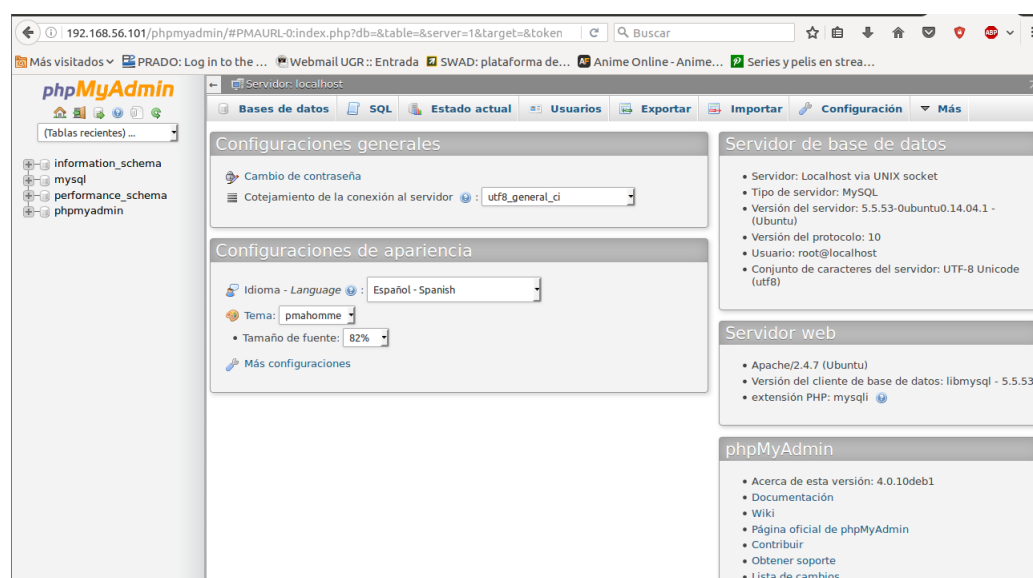 192.168.56.101/phpmyadmin/#PMAURL-0:index.php?db=&table=&server=1&target=&token
Buscar
ABP
Más visitados PRADO: Log in to the ... Webmail UGR :: Entrada SWAD: plataforma de... Anime Online - Anime... Series y pelis en strea...
phpMyAdmin
(Tablas recientes) ...
information_schema
mysql
performance_schema
phpmyadmin
Servidor: localhost
Bases de datos SQL Estado actual Usuarios Exportar Importar Configuración Más
Configuraciones generales
Cambio de contraseña
Cotejamiento de la conexión al servidor : utf8_general_ci
Configuraciones de apariencia
Idioma - Language : Español - Spanish
Tema: pmahomme
• Tamaño de fuente: 82%
Más configuraciones
Servidor de base de datos
• Servidor: Localhost via UNIX socket
• Tipo de servidor: MySQL
• Versión del servidor: 5.5.53-0ubuntu0.14.04.1 -
(Ubuntu)
• Versión del protocolo: 10
• Usuario: root@localhost
• Conjunto de caracteres del servidor: UTF-8 Unicode
(utf8)
Servidor web
• Apache/2.4.7 (Ubuntu)
• Versión del cliente de base de datos: libmysql - 5.5.53
• extensión PHP: mysqli
phpMyAdmin
• Acerca de esta versión: 4.0.10deb1
• Documentación
• Wiki
• Página oficial de phpMyAdmin
• Contribuir
• Obtener soporte
• Lista de cambios